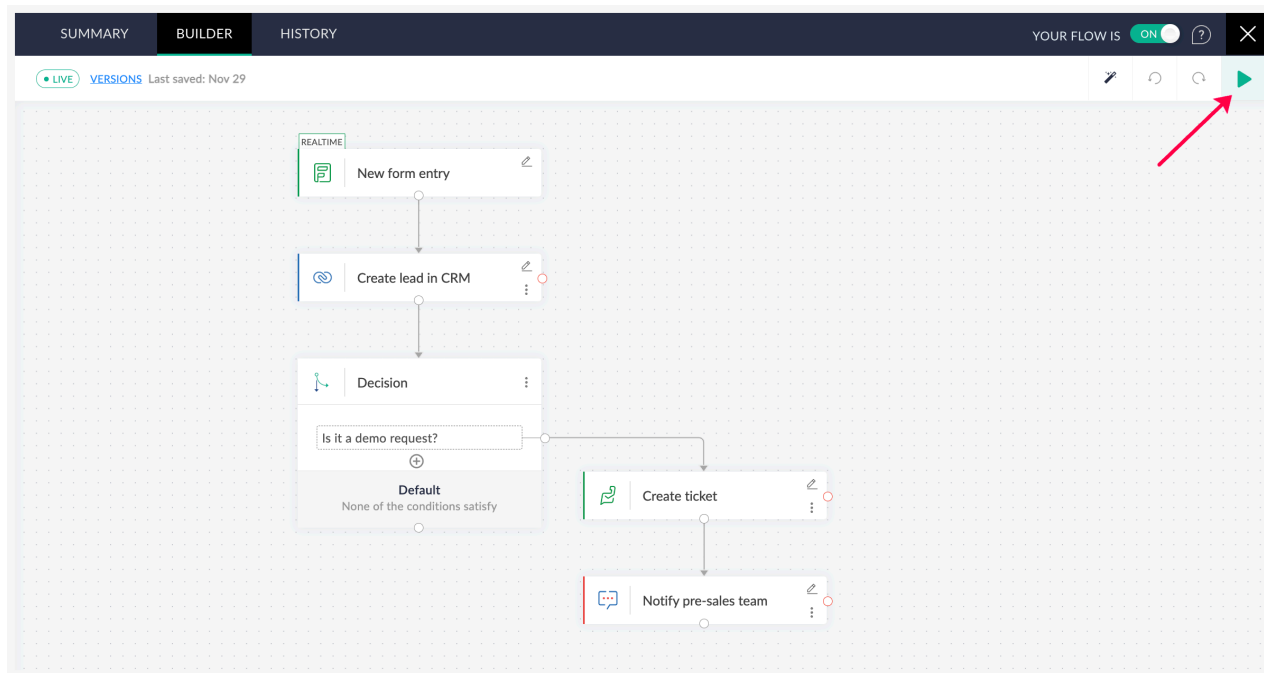 SUMMARY
BUILDER
HISTORY
YOUR FLOW IS
ON
?
LIVE
VERSIONS Last saved: Nov 29
REALTIME
New form entry
Create lead in CRM
Decision
Is it a demo request?
Default
None of the conditions satisfy
Create ticket
Notify pre-sales team